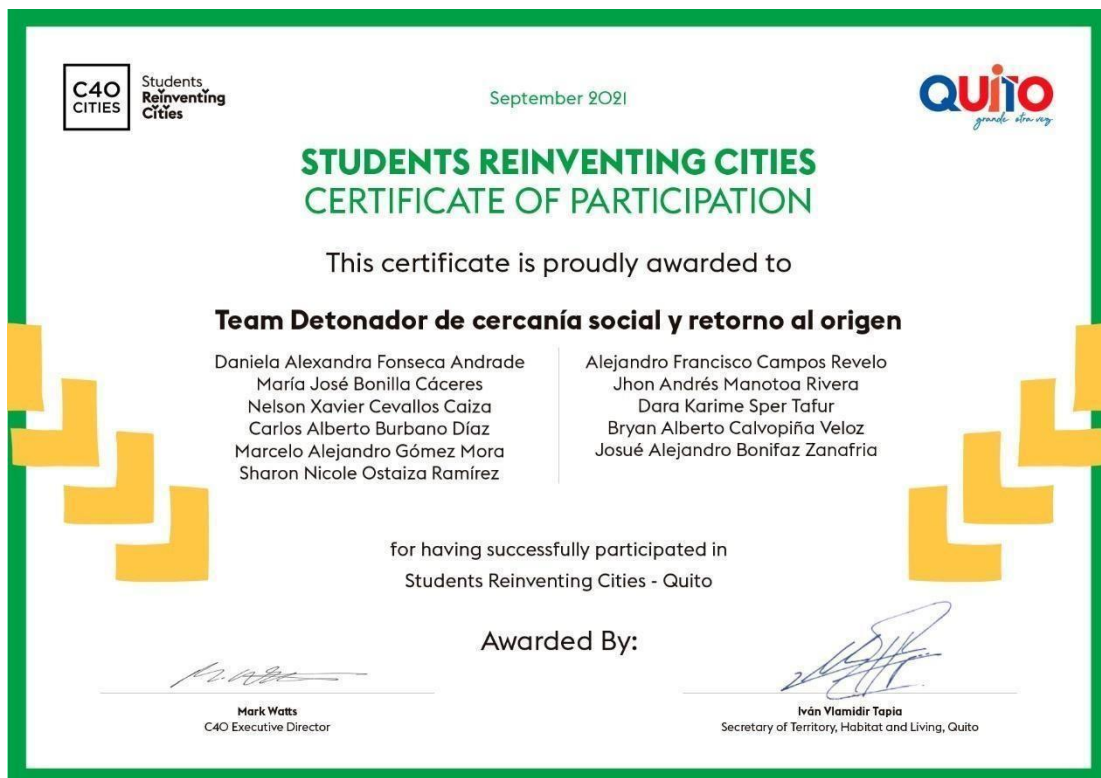 C40
CITIES
Students
Reinventing
Cities
September 2021
QUITO
grande otra vez
STUDENTS REINVENTING CITIES
CERTIFICATE OF PARTICIPATION
This certificate is proudly awarded to
Team Detonador de cercanía social y retorno al origen
Daniela Alexandra Fonseca Andrade
María José Bonilla Cáceres
Nelson Xavier Cevallos Caiza
Carlos Alberto Burbano Díaz
Marcelo Alejandro Gómez Mora
Sharon Nicole Ostaiza Ramírez
Alejandro Francisco Campos Revelo
Jhon Andrés Manotoa Rivera
Dara Karime Sper Tafur
Bryan Alberto Calvopiña Veloz
Josué Alejandro Bonifaz Zanafria
for having successfully participated in
Students Reinventing Cities - Quito
Awarded By:
Mark Watts
C40 Executive Director
Iván Vlamidir Tapia
Secretary of Territory, Habitat and Living, Quito